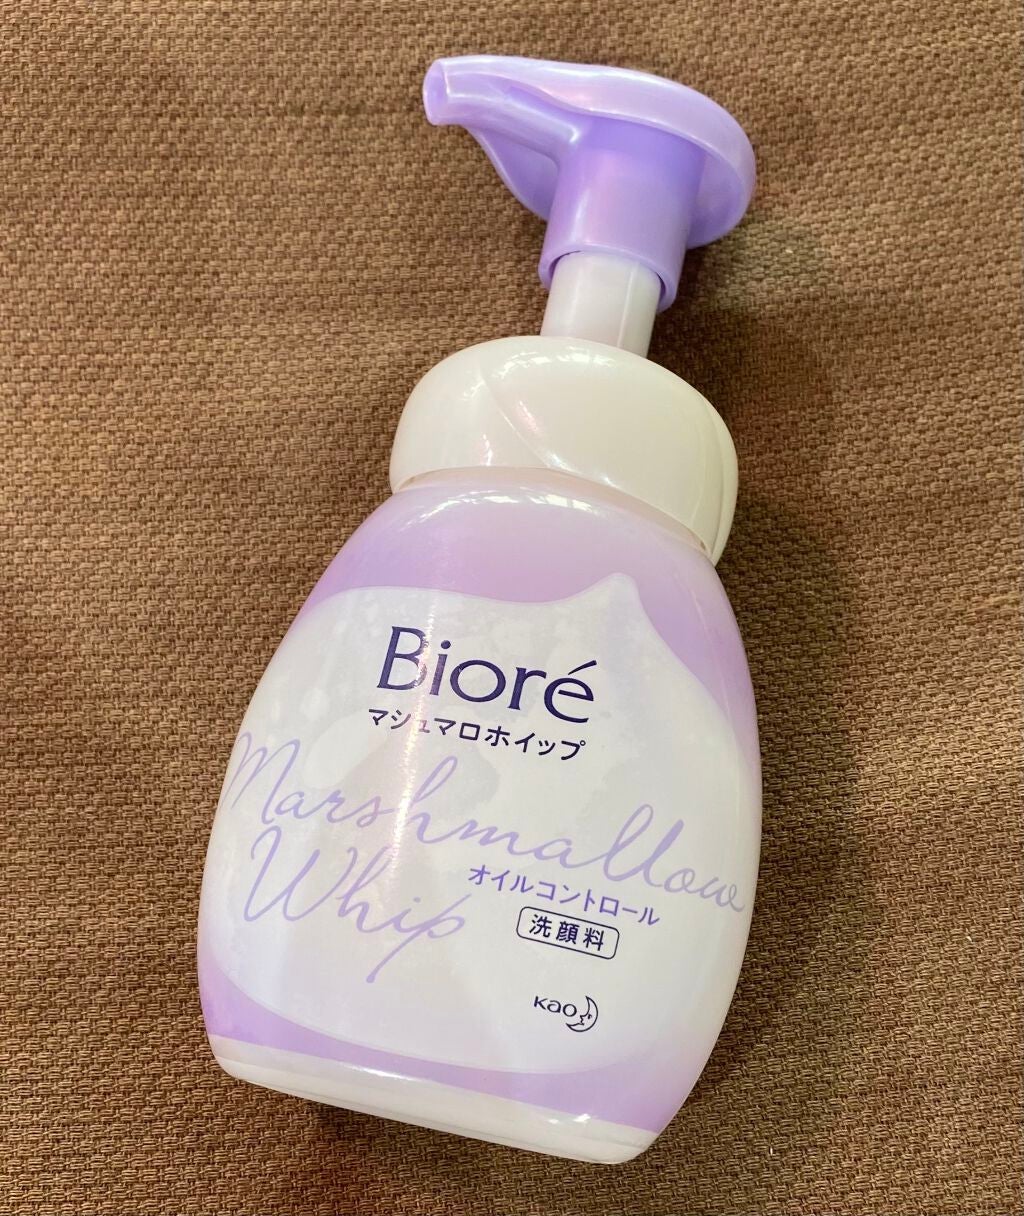 Bioré
マシュマロホイップ
Marshmallow
Whip
オイルコントロール
洗顔料
Kao